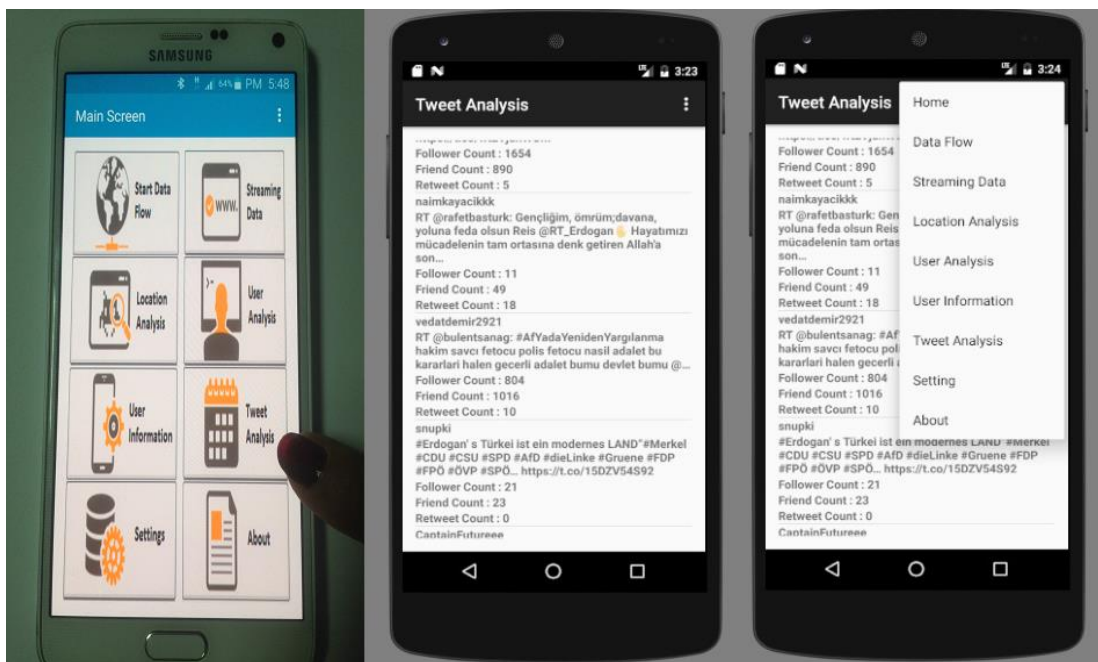 SAMSUNG
64% PM 5:48
Main Screen
Start Data
Flow
www.
Streaming
Data
Location
Analysis
User
Analysis
User
Information
Tweet
Analysis
Settings
About
LTE 3:23
Tweet Analysis
Follower Count : 1654
Friend Count : 890
Retweet Count : 5
naimkayacikkk
RT @rafetbasturk: Gençliğim, ömrüm;davana,
yoluna feda olsun Reis @RT_Erdogan✋ Hayatımızı
mücadelenin tam ortasına denk getiren Allah'a
son...
Follower Count : 11
Friend Count : 49
Retweet Count : 18
vedatdemir2921
RT @bulentsanag: #AfYadaYenidenYargılanma
hakim savcı fetocu polis fetocu nasil adalet bu
kararlari halen gecerli adalet bumu devlet bumu @...
Follower Count : 804
Friend Count : 1016
Retweet Count : 10
snupki
#Erdogan' s Türkei ist ein modernes LAND"#Merkel
#CDU #CSU #SPD #AfD #dieLinke #Gruene #FDP
#FPÖ #ÖVP #SPÖ… https://t.co/15DZV54S92
Follower Count : 21
Friend Count : 23
Retweet Count : 0
CaptainFutureee
LTE 3:24
Tweet Analysis
Follower Count : 1654
Friend Count : 890
Retweet Count : 5
naimkayacikkk
RT @rafetbasturk: Gen
yoluna feda olsun Reis
mücadelenin tam ortas
son...
Follower Count : 11
Friend Count : 49
Retweet Count : 18
vedatdemir2921
RT @bulentsanag: #Af
hakim savcı fetocu pol
kararlari halen gecerli
Follower Count : 804
Friend Count : 1016
Retweet Count : 10
snupki
#Erdogan' s Türkei ist ein modernes LAND"#Merkel
#CDU #CSU #SPD #AfD #dieLinke #Gruene #FDP
#FPÖ #ÖVP #SPÖ… https://t.co/15DZV54S92
Follower Count : 21
Friend Count : 23
Retweet Count : 0
CaptainFutureee
Home
Data Flow
Streaming Data
Location Analysis
User Analysis
User Information
Tweet Analysis
Setting
About